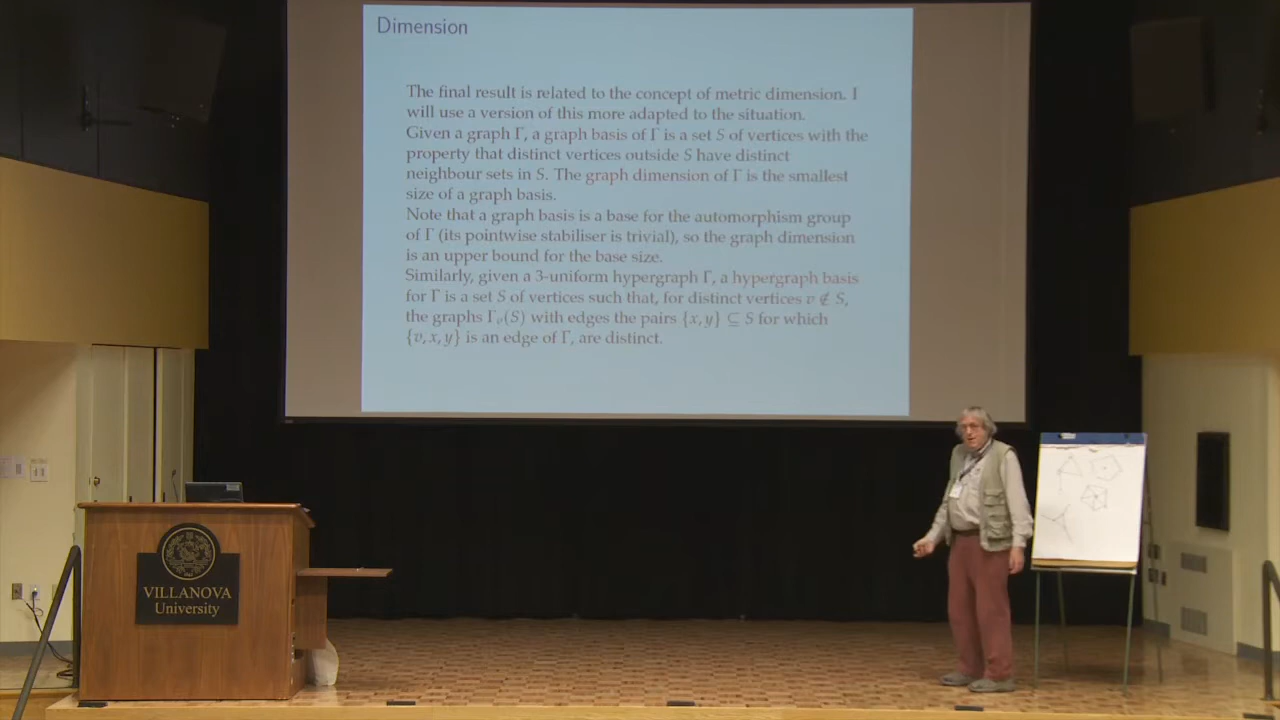 Dimension
The final result is related to the concept of metric dimension. I
will use a version of this more adapted to the situation.
Given a graph Γ, a graph basis of Γ is a set S of vertices with the
property that distinct vertices outside S have distinct
neighbour sets in S. The graph dimension of Γ is the smallest
size of a graph basis.
Note that a graph basis is a base for the automorphism group
of Γ (its pointwise stabiliser is trivial), so the graph dimension
is an upper bound for the base size.
Similarly, given a 3-uniform hypergraph Γ, a hypergraph basis
for Γ is a set S of vertices such that, for distinct vertices v ∉ S,
the graphs Γᵥ(S) with edges the pairs {x, y} ⊆ S for which
{v, x, y} is an edge of Γ, are distinct.
VILLANOVA
University